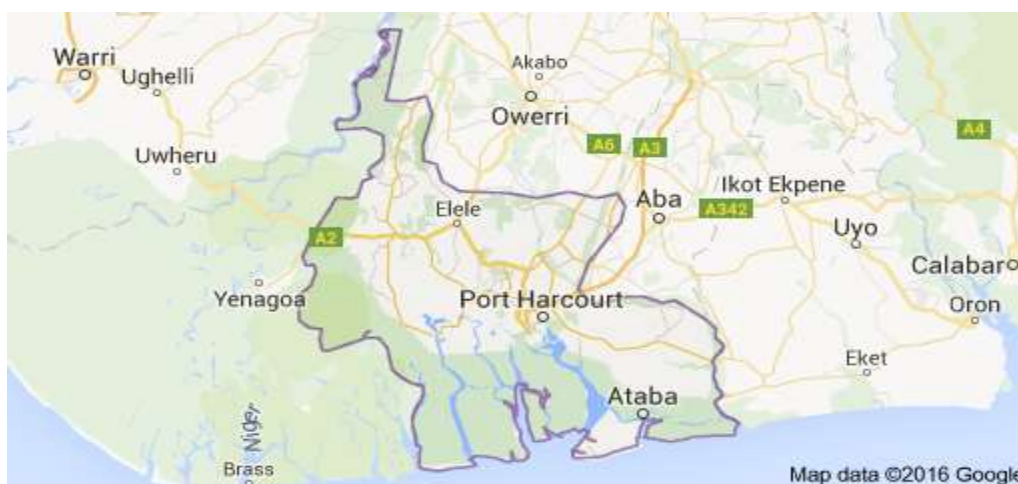 Warri
Ughelli
Akabo
Owerri
A4
A6
A3
Uwheru
Ikot Ekpene
Elele
Aba
A342
A2
Uyo
Calabar
Yenagoa
Port Harcourt
Oron
Eket
Ataba
Niger
Brass
Map data ©2016 Google